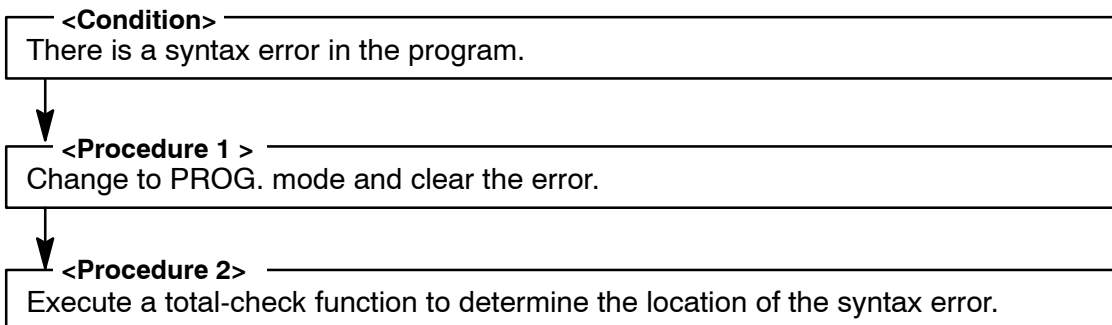 <Condition>
There is a syntax error in the program.
<Procedure 1 >
Change to PROG. mode and clear the error.
<Procedure 2>
Execute a total-check function to determine the location of the syntax error.